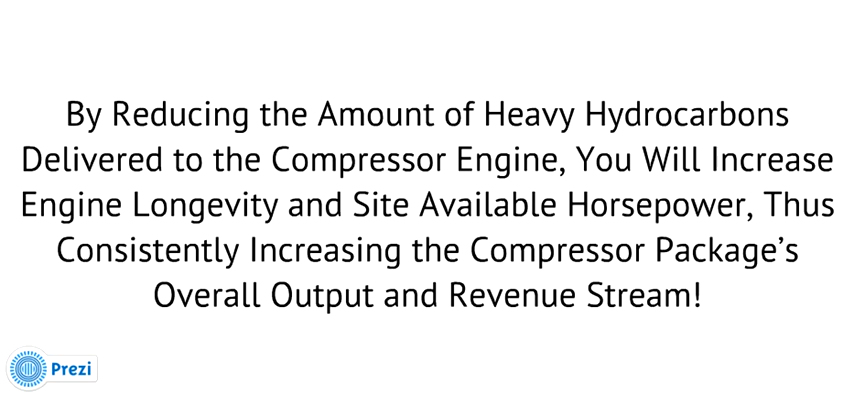 By Reducing the Amount of Heavy Hydrocarbons
Delivered to the Compressor Engine, You Will Increase
Engine Longevity and Site Available Horsepower, Thus
Consistently Increasing the Compressor Package's
Overall Output and Revenue Stream!
Prezi